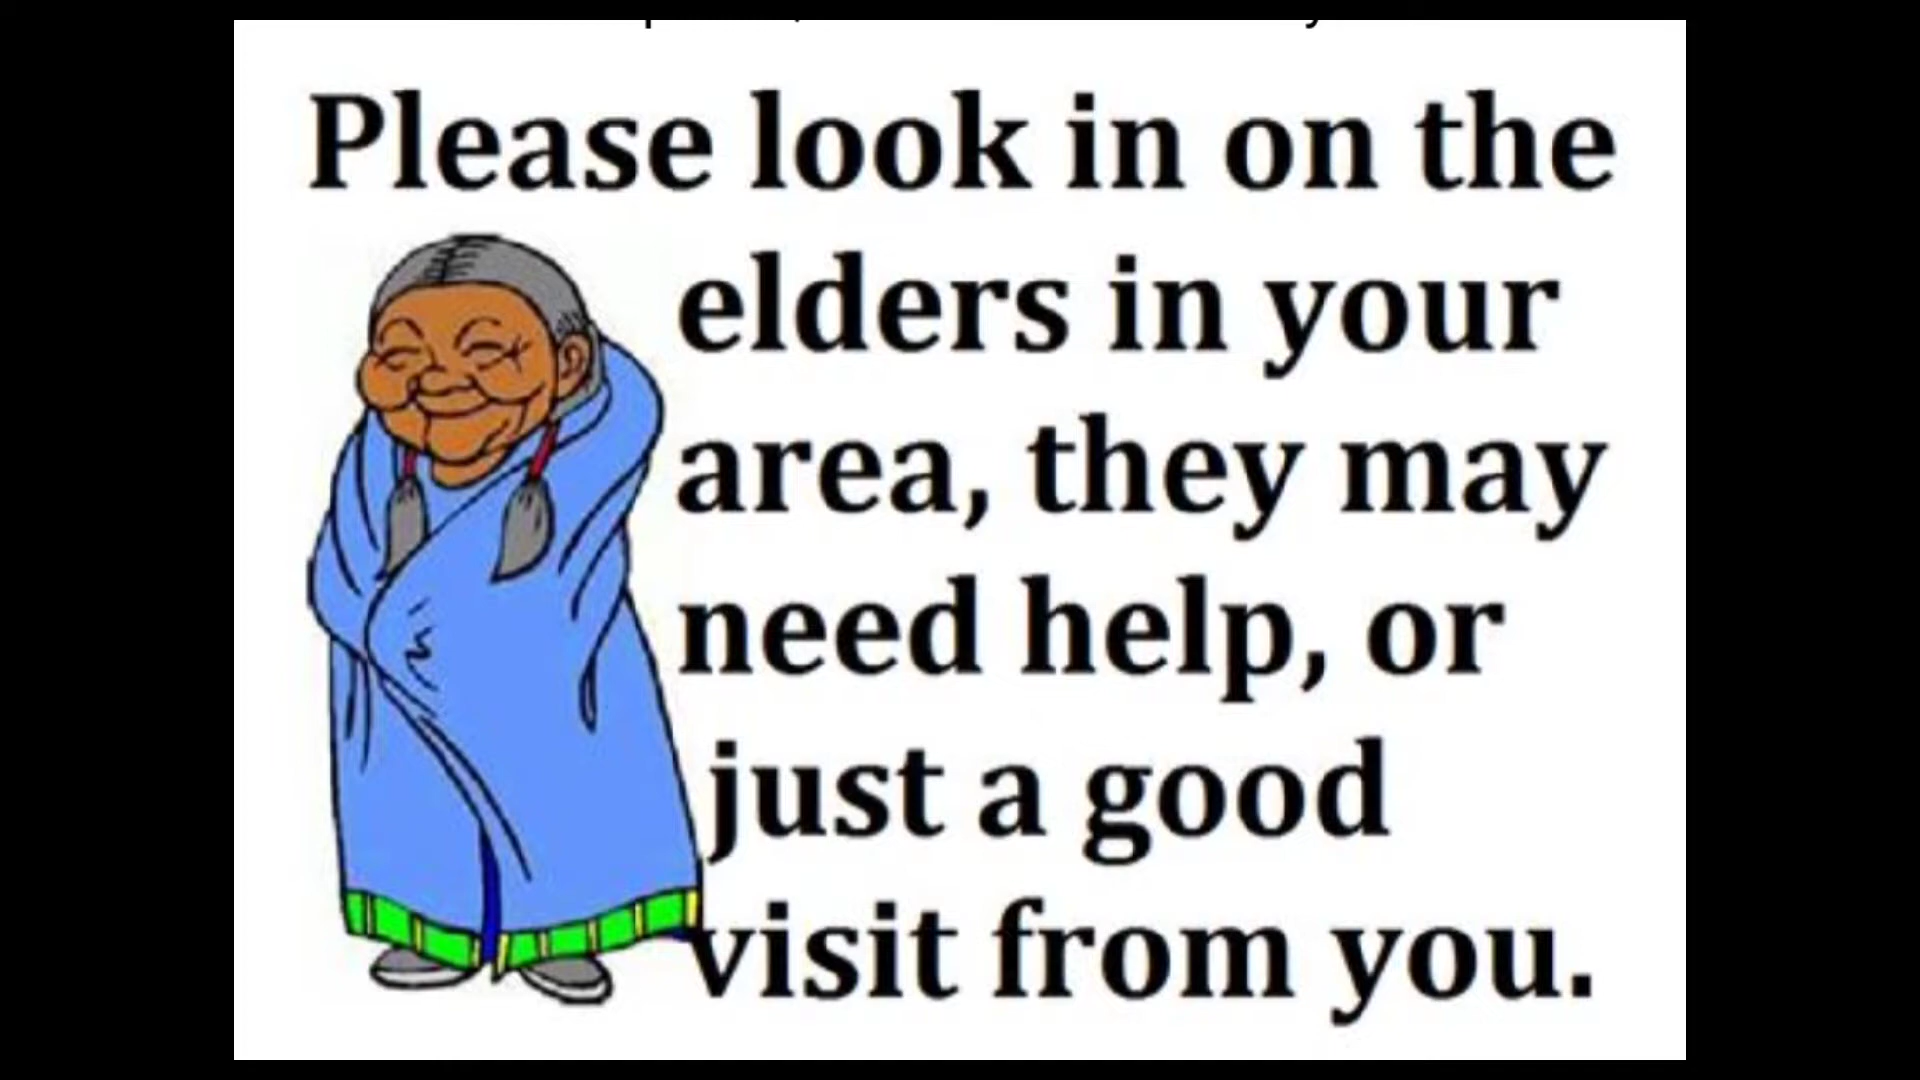 Please look in on the
elders in your
area, they may
need help, or
just a good
visit from you.